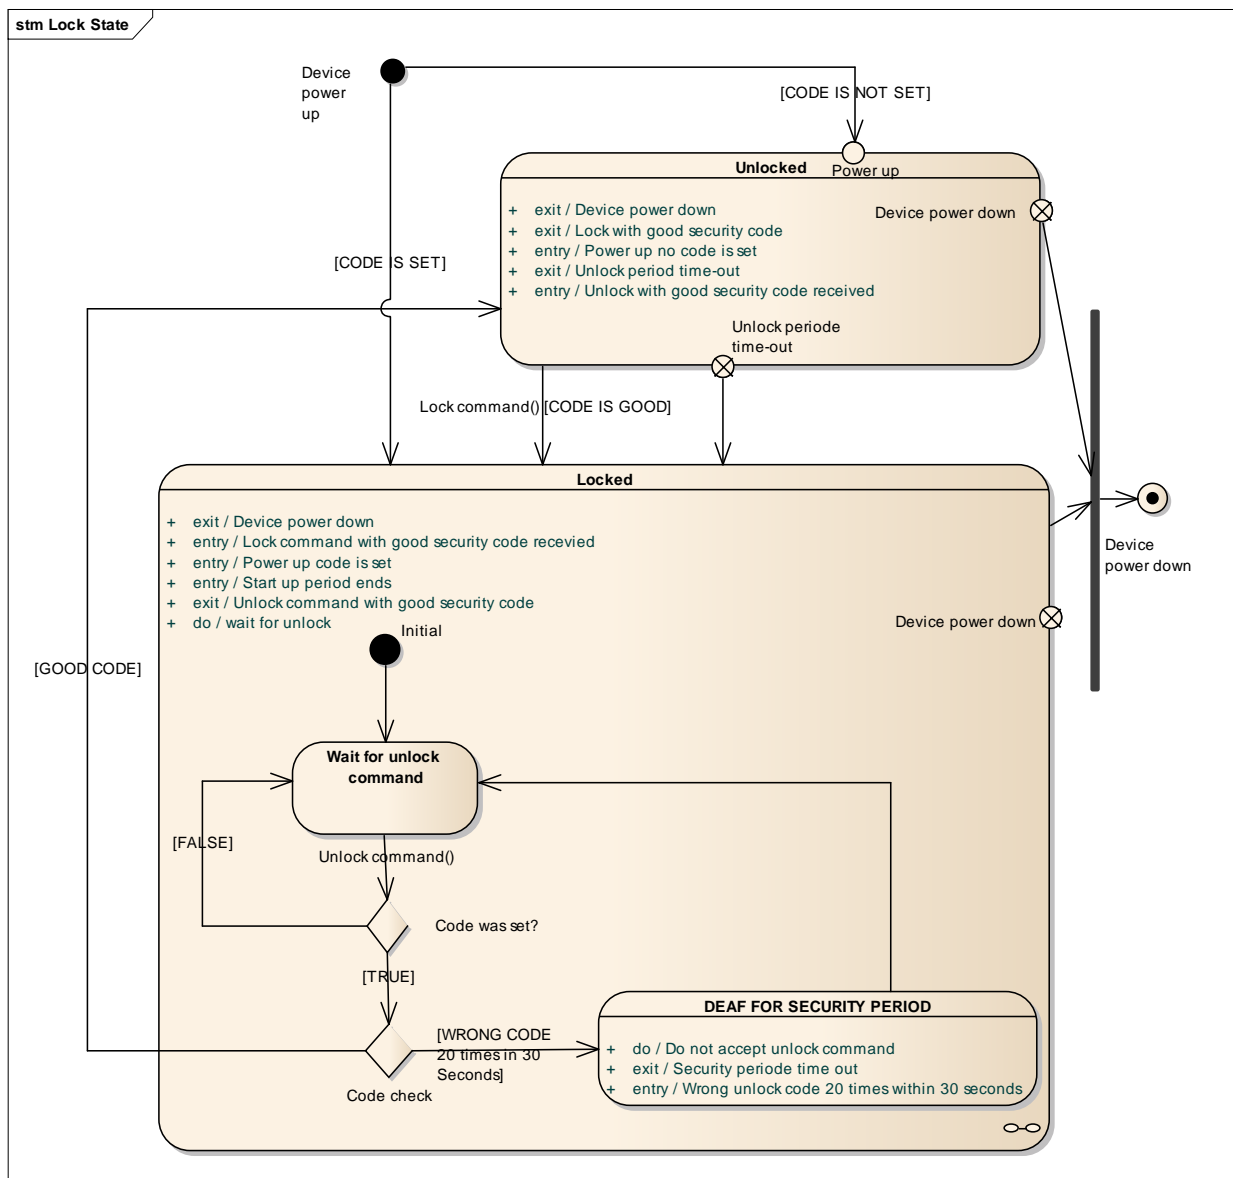 stm Lock State
Device
power
up
[CODE IS NOT SET]
Unlocked
Power up
+ exit / Device power down
+ exit / Lock with good security code
+ entry / Power up no code is set
+ exit / Unlock period time-out
+ entry / Unlock with good security code received
Device power down
[CODE IS SET]
Unlock periode
time-out
Lock command() [CODE IS GOOD]
Locked
+ exit / Device power down
+ entry / Lock command with good security code recevied
+ entry / Power up code is set
+ entry / Start up period ends
+ exit / Unlock command with good security code
+ do / wait for unlock
Device
power down
Device power down
Initial
[GOOD CODE]
Wait for unlock
command
[FALSE]
Unlock command()
Code was set?
[TRUE]
[WRONG CODE
20 times in 30
Seconds]
Code check
DEAF FOR SECURITY PERIOD
+ do / Do not accept unlock command
+ exit / Security periode time out
+ entry / Wrong unlock code 20 times within 30 seconds